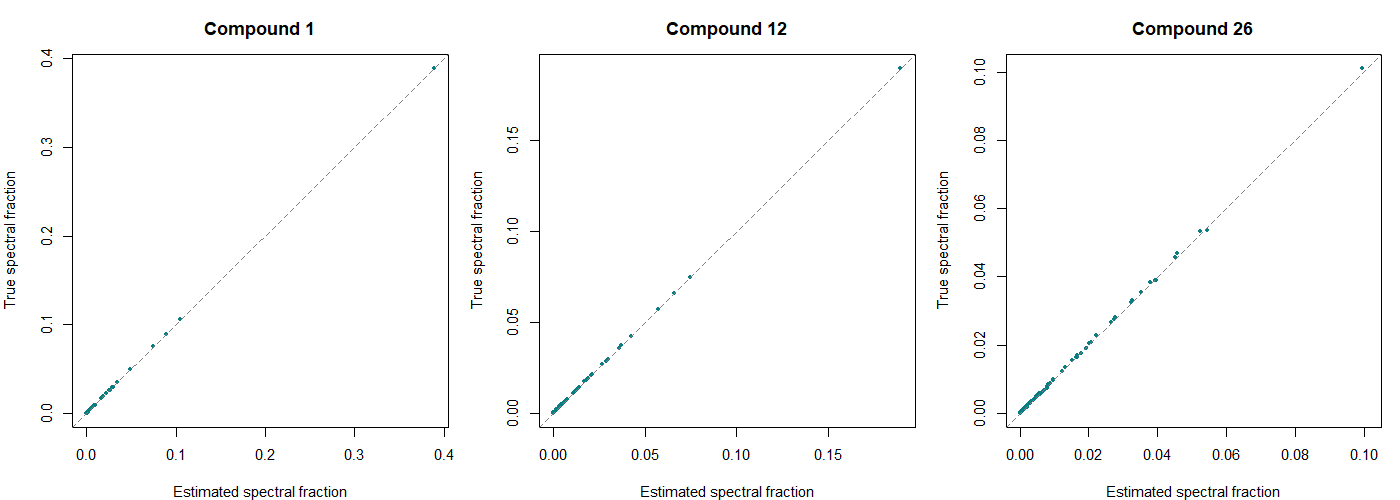 Compound 1
True spectral fraction
0.4
0.3
0.2
0.1
0.0
0.0 0.1 0.2 0.3 0.4
Estimated spectral fraction
Compound 12
True spectral fraction
0.15
0.10
0.05
0.00
0.00 0.05 0.10 0.15
Estimated spectral fraction
Compound 26
True spectral fraction
0.10
0.08
0.06
0.04
0.02
0.00
0.00 0.02 0.04 0.06 0.08 0.10
Estimated spectral fraction